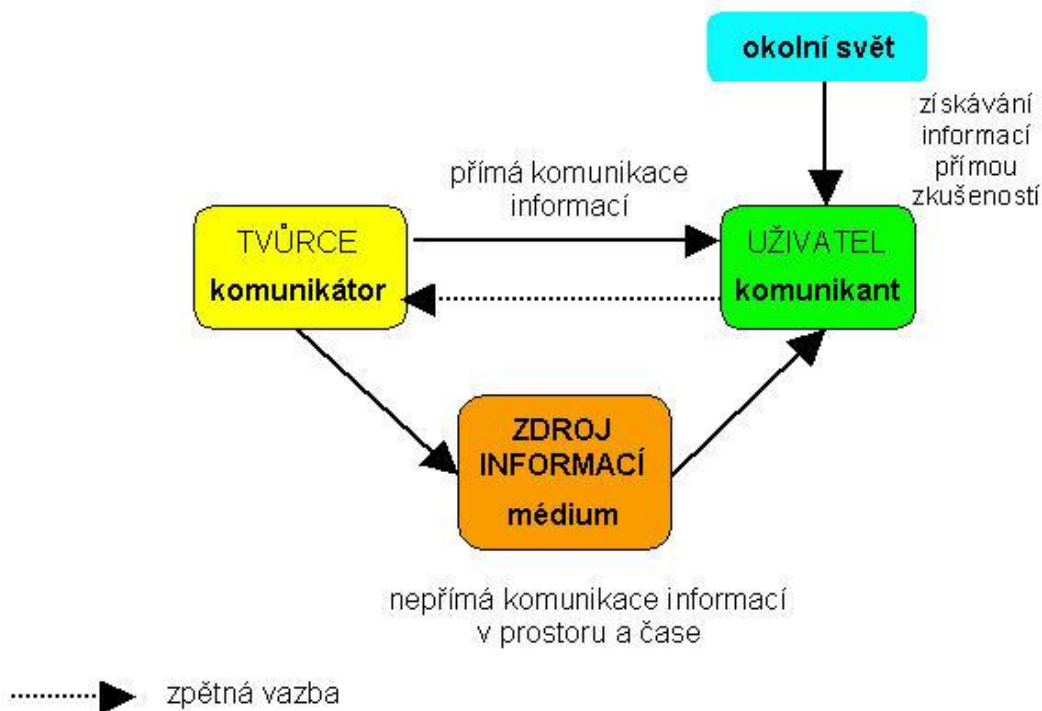 okolní svět
získávání
informací
přímou
zkušeností
přímá komunikace
informací
TVŮRCE
komunikátor
UŽIVATEL
komunikant
ZDROJ
INFORMACÍ
médium
nepřímá komunikace informací
v prostoru a čase
zpětná vazba